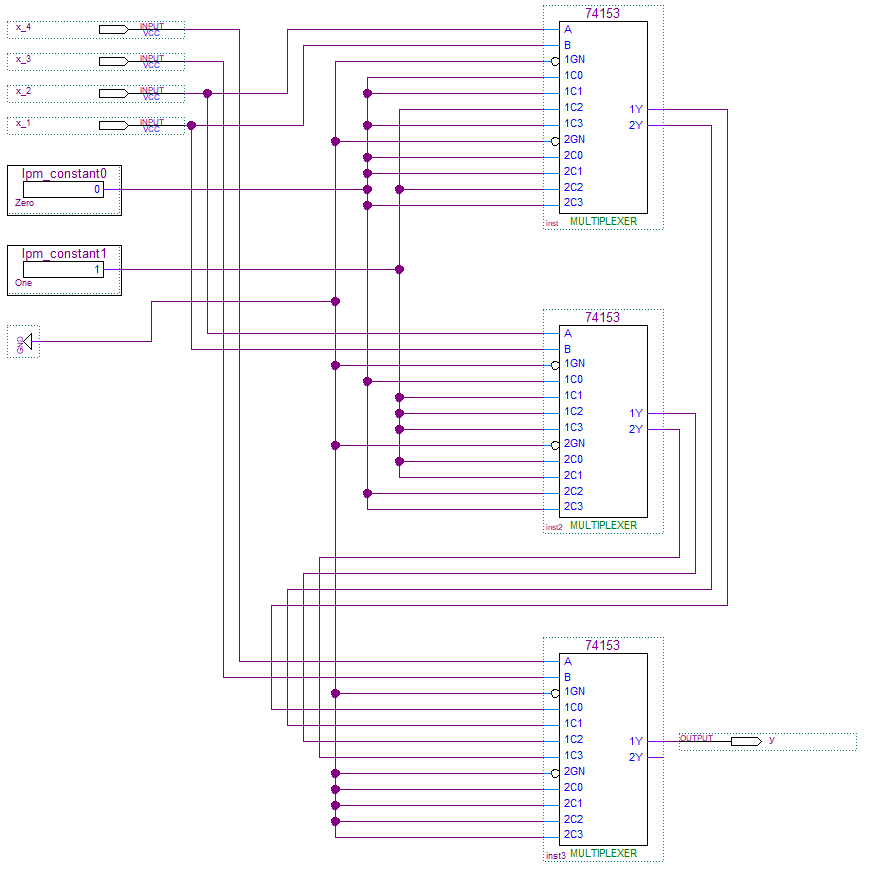 x_4
INPUT
VCC
x_3
INPUT
VCC
x_2
INPUT
VCC
x_1
INPUT
VCC
lpm_constant0
0
Zero
lpm_constant1
1
One
GND
74153
A
B
1GN
1C0
1C1
1C2
1C3
2GN
2C0
2C1
2C2
2C3
1Y
2Y
inst
MULTIPLEXER
74153
A
B
1GN
1C0
1C1
1C2
1C3
2GN
2C0
2C1
2C2
2C3
1Y
2Y
inst2
MULTIPLEXER
74153
A
B
1GN
1C0
1C1
1C2
1C3
2GN
2C0
2C1
2C2
2C3
1Y
2Y
inst3
MULTIPLEXER
OUTPUT
y